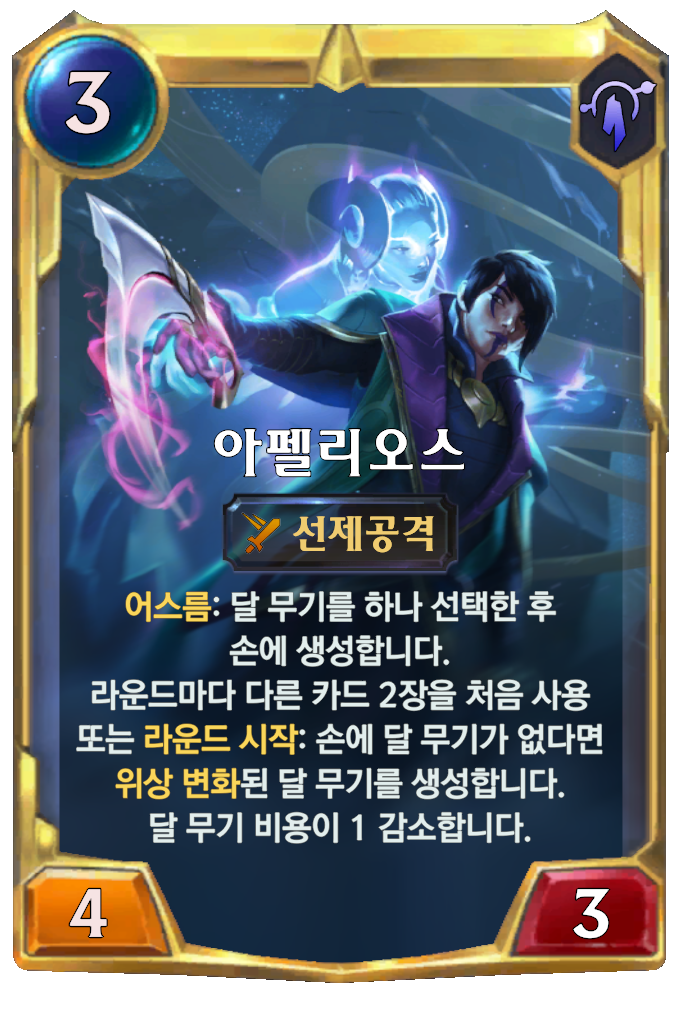 3
아펠리오스
선제공격
어스름: 달 무기를 하나 선택한 후
손에 생성합니다.
라운드마다 다른 카드 2장을 처음 사용
또는 라운드 시작: 손에 달 무기가 없다면
위상 변화된 달 무기를 생성합니다.
달 무기 비용이 1 감소합니다.
4
3